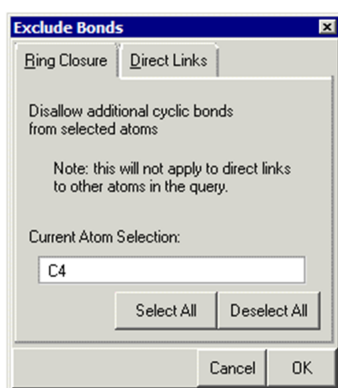 Exclude Bonds
Ring Closure Direct Links
Disallow additional cyclic bonds
from selected atoms
Note: this will not apply to direct links
to other atoms in the query.
Current Atom Selection:
C4
Select All Deselect All
Cancel OK